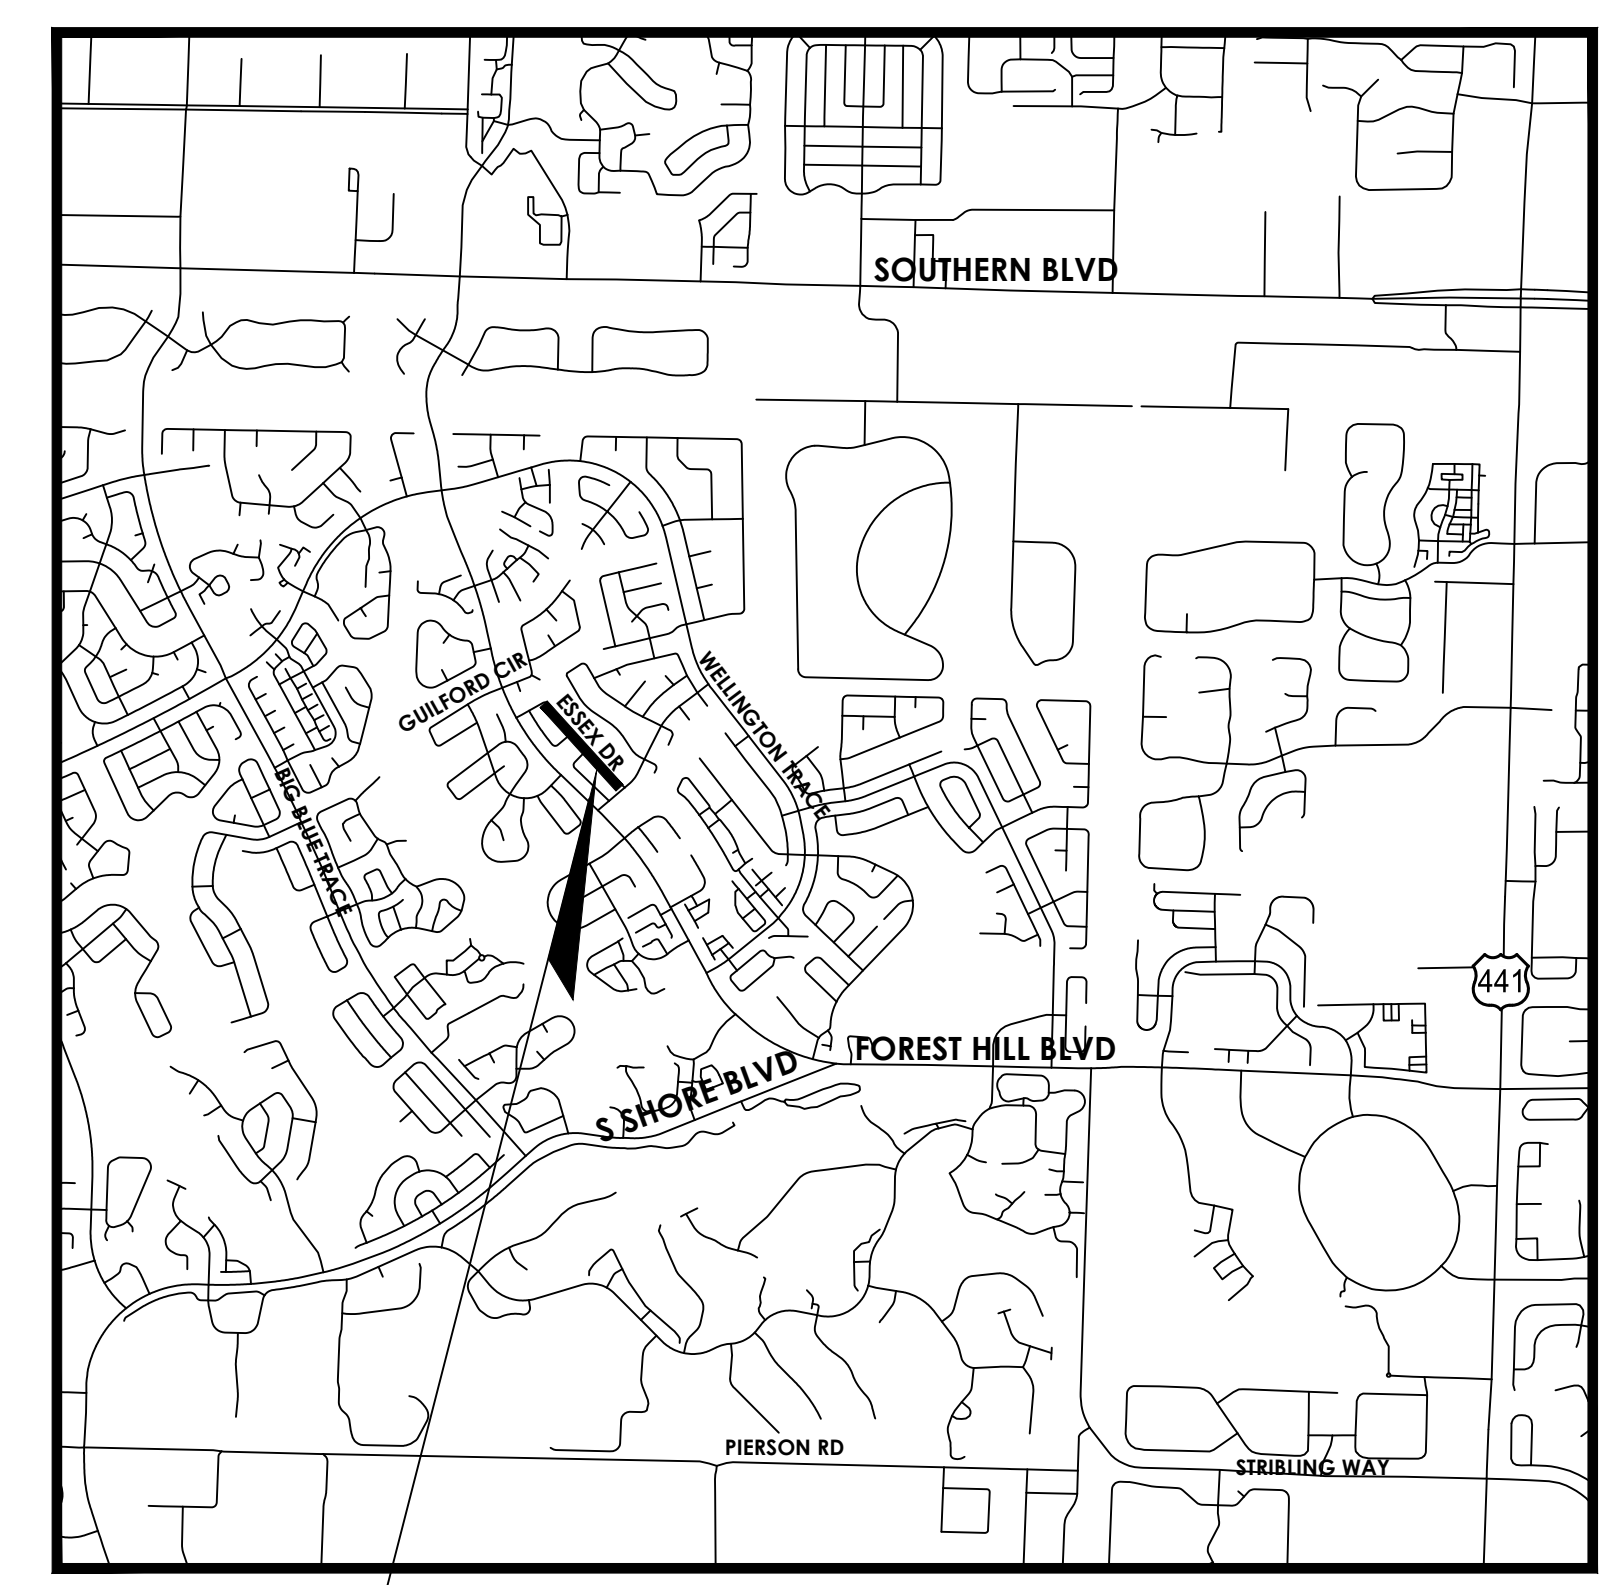 SOUTHERN BLVD
GUILFORD CIR
ESSEX DR
WELLINGTON TRACE
BIG BLUE TRACE
441
FOREST HILL BLVD
S SHORE BLVD
PIERSON RD
STRIBLING WAY